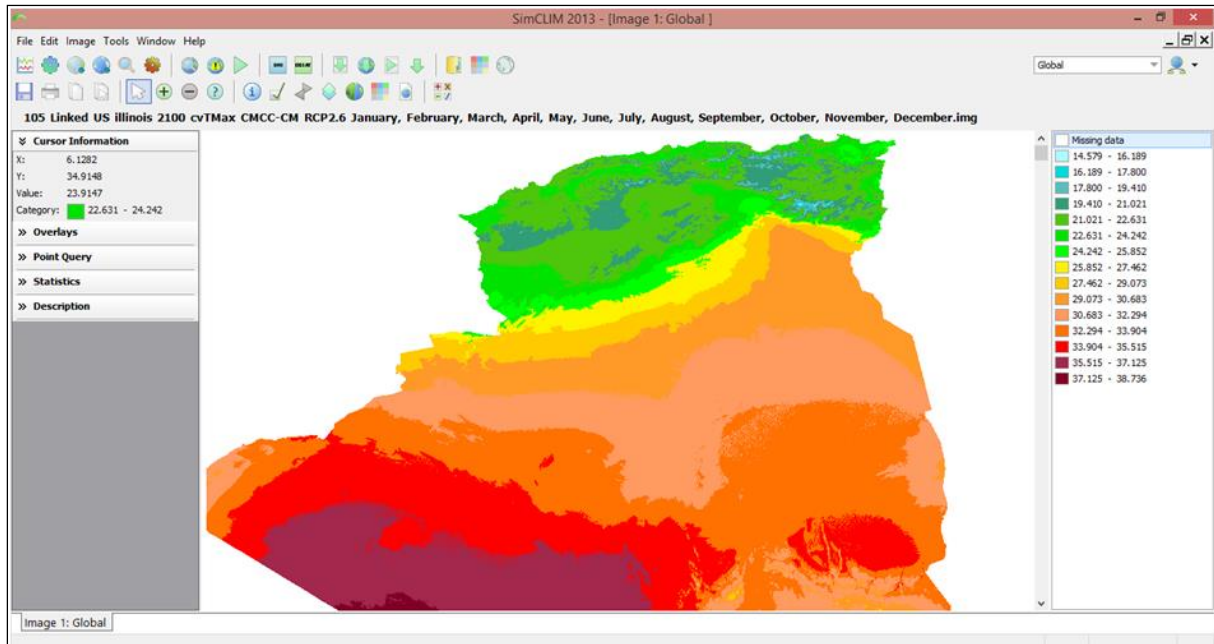 SimCLIM 2013 - [Image 1: Global ]
File Edit Image Tools Window Help
Global
105 Linked US illinois 2100 cvTMax CMCC-CM RCP2.6 January, February, March, April, May, June, July, August, September, October, November, December.img
Cursor Information
X: 6.1282
Y: 34.9148
Value: 23.9147
Category: 22.631 - 24.242
Overlays
Point Query
Statistics
Description
Missing data
14.579 - 16.189
16.189 - 17.800
17.800 - 19.410
19.410 - 21.021
21.021 - 22.631
22.631 - 24.242
24.242 - 25.852
25.852 - 27.462
27.462 - 29.073
29.073 - 30.683
30.683 - 32.294
32.294 - 33.904
33.904 - 35.515
35.515 - 37.125
37.125 - 38.736
Image 1: Global